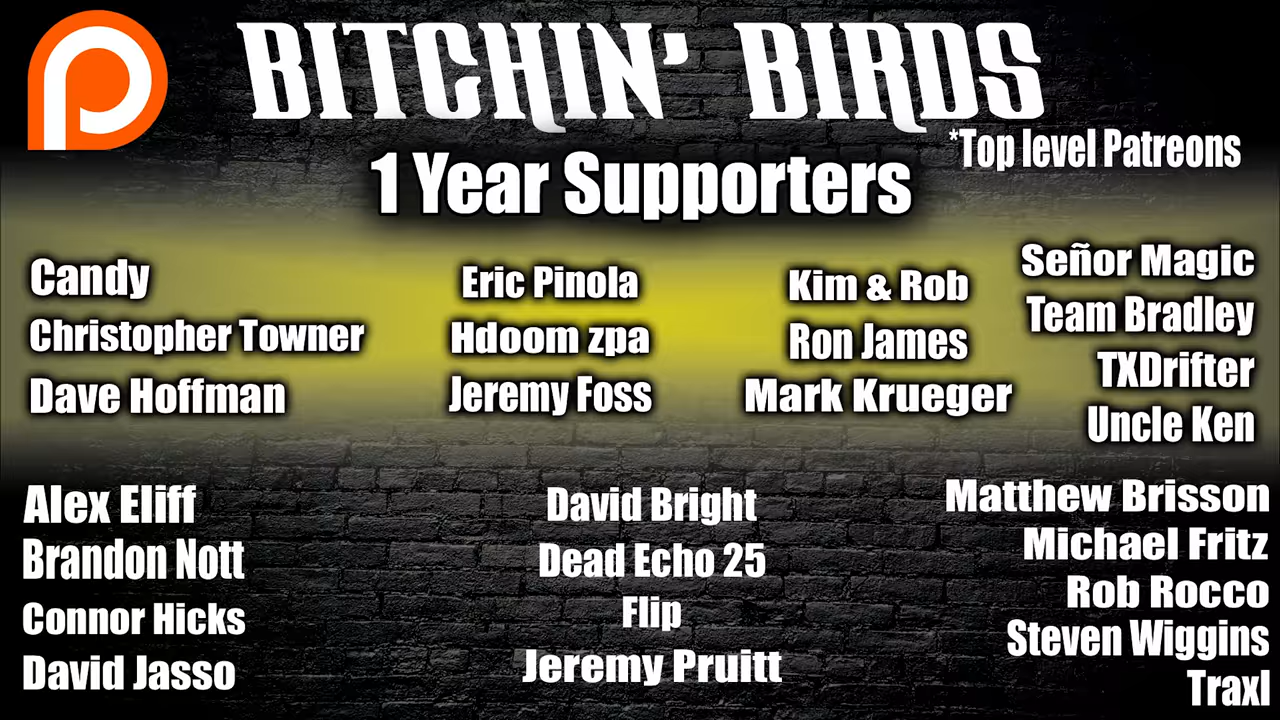 BITCHIN' BIRDS
*Top level Patreons
1 Year Supporters
Candy
Christopher Towner
Dave Hoffman
Eric Pinola
Hdoom zpa
Jeremy Foss
Kim & Rob
Ron James
Mark Krueger
Señor Magic
Team Bradley
TXDrifter
Uncle Ken
Alex Eliff
Brandon Nott
Connor Hicks
David Jasso
David Bright
Dead Echo 25
Flip
Jeremy Pruitt
Matthew Brisson
Michael Fritz
Rob Rocco
Steven Wiggins
Traxl